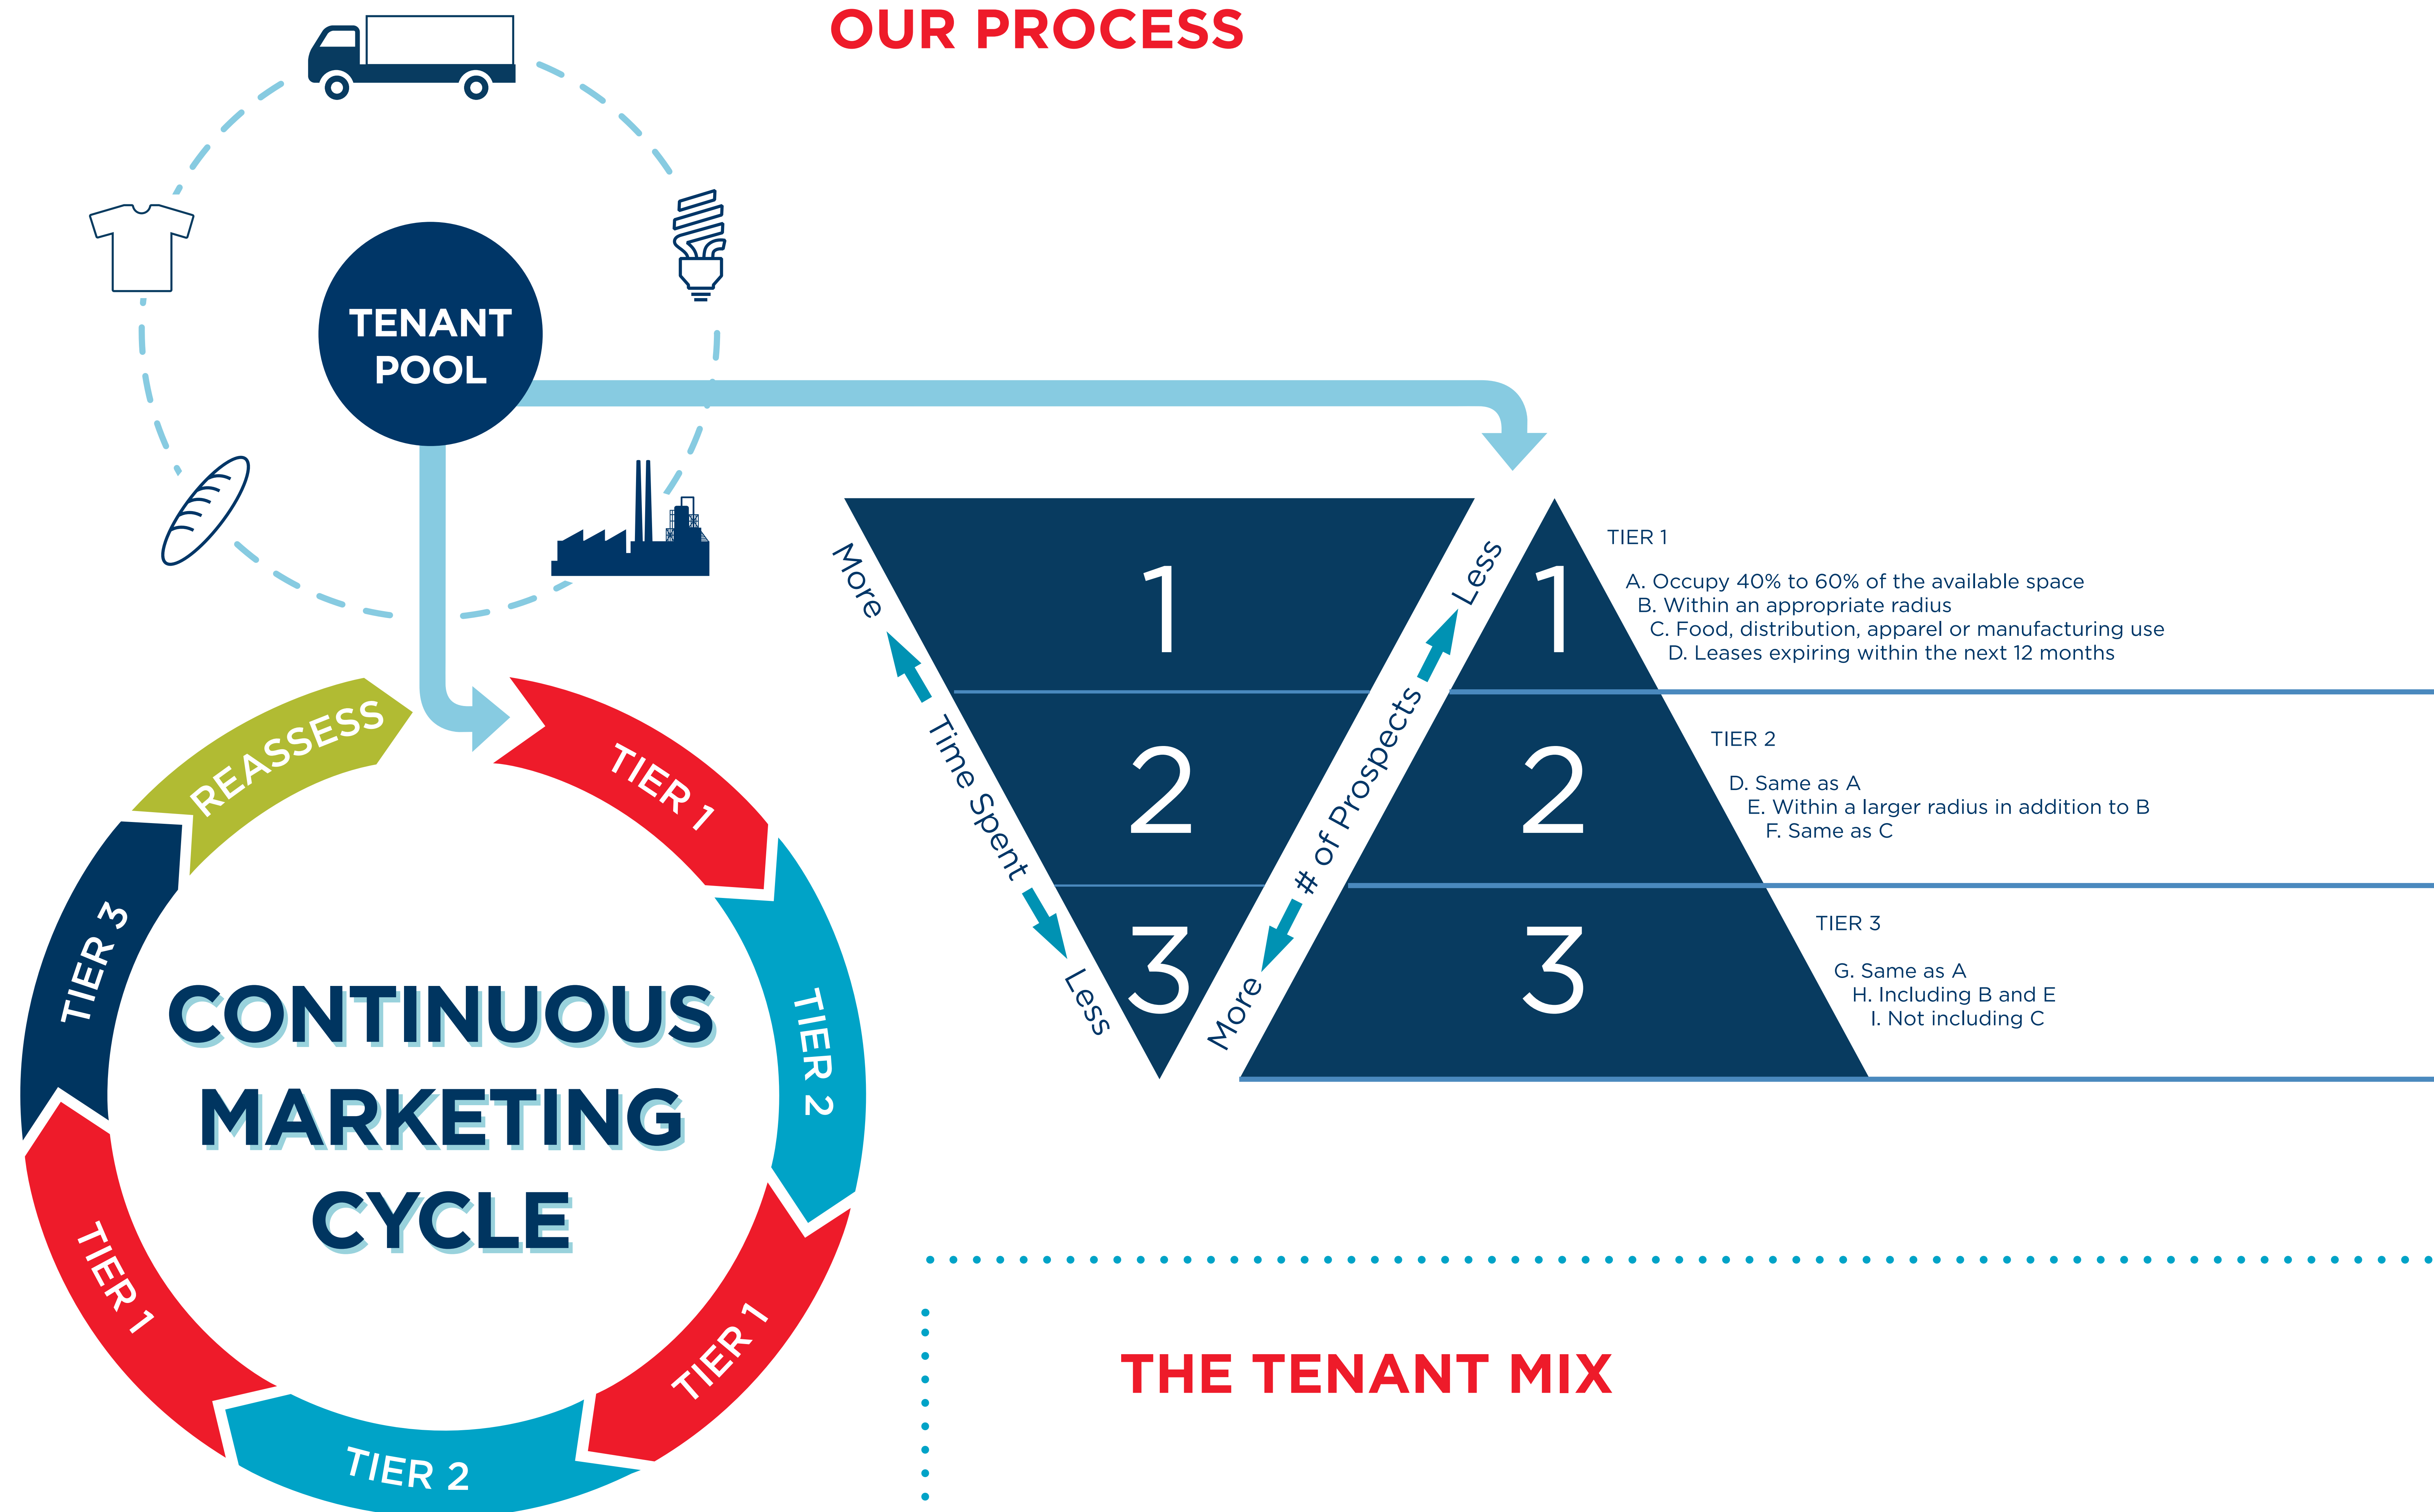 OUR PROCESS
TENANT
POOL
More
Time Spent
Less
1
2
3
Less
# of Prospects
More
1
2
3
TIER 1
A. Occupy 40% to 60% of the available space
B. Within an appropriate radius
C. Food, distribution, apparel or manufacturing use
D. Leases expiring within the next 12 months
TIER 2
D. Same as A
E. Within a larger radius in addition to B
F. Same as C
TIER 3
G. Same as A
H. Including B and E
I. Not including C
TIER 1
TIER 2
TIER 1
TIER 2
TIER 1
TIER 3
REASSESS
CONTINUOUS
MARKETING
CYCLE
THE TENANT MIX